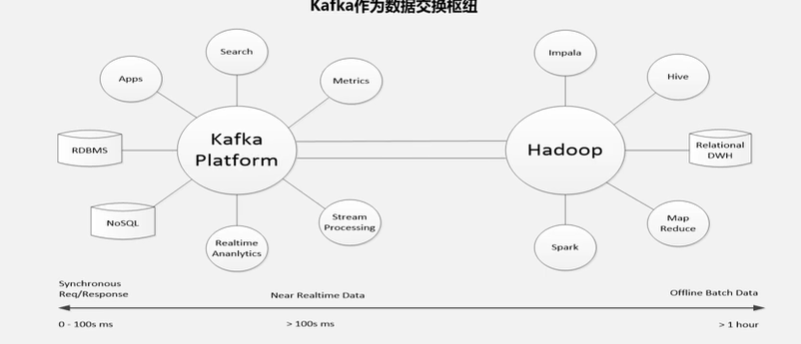 Kafka作为数据交换枢纽
Search
Apps
Metrics
RDBMS
Kafka
Platform
NoSQL
Realtime
Ananlytics
Stream
Processing
Impala
Hive
Hadoop
Relational
DWH
Map
Reduce
Spark
Synchronous
Req/Response
Near Realtime Data
Offline Batch Data
0 - 100s ms
> 100s ms
> 1 hour